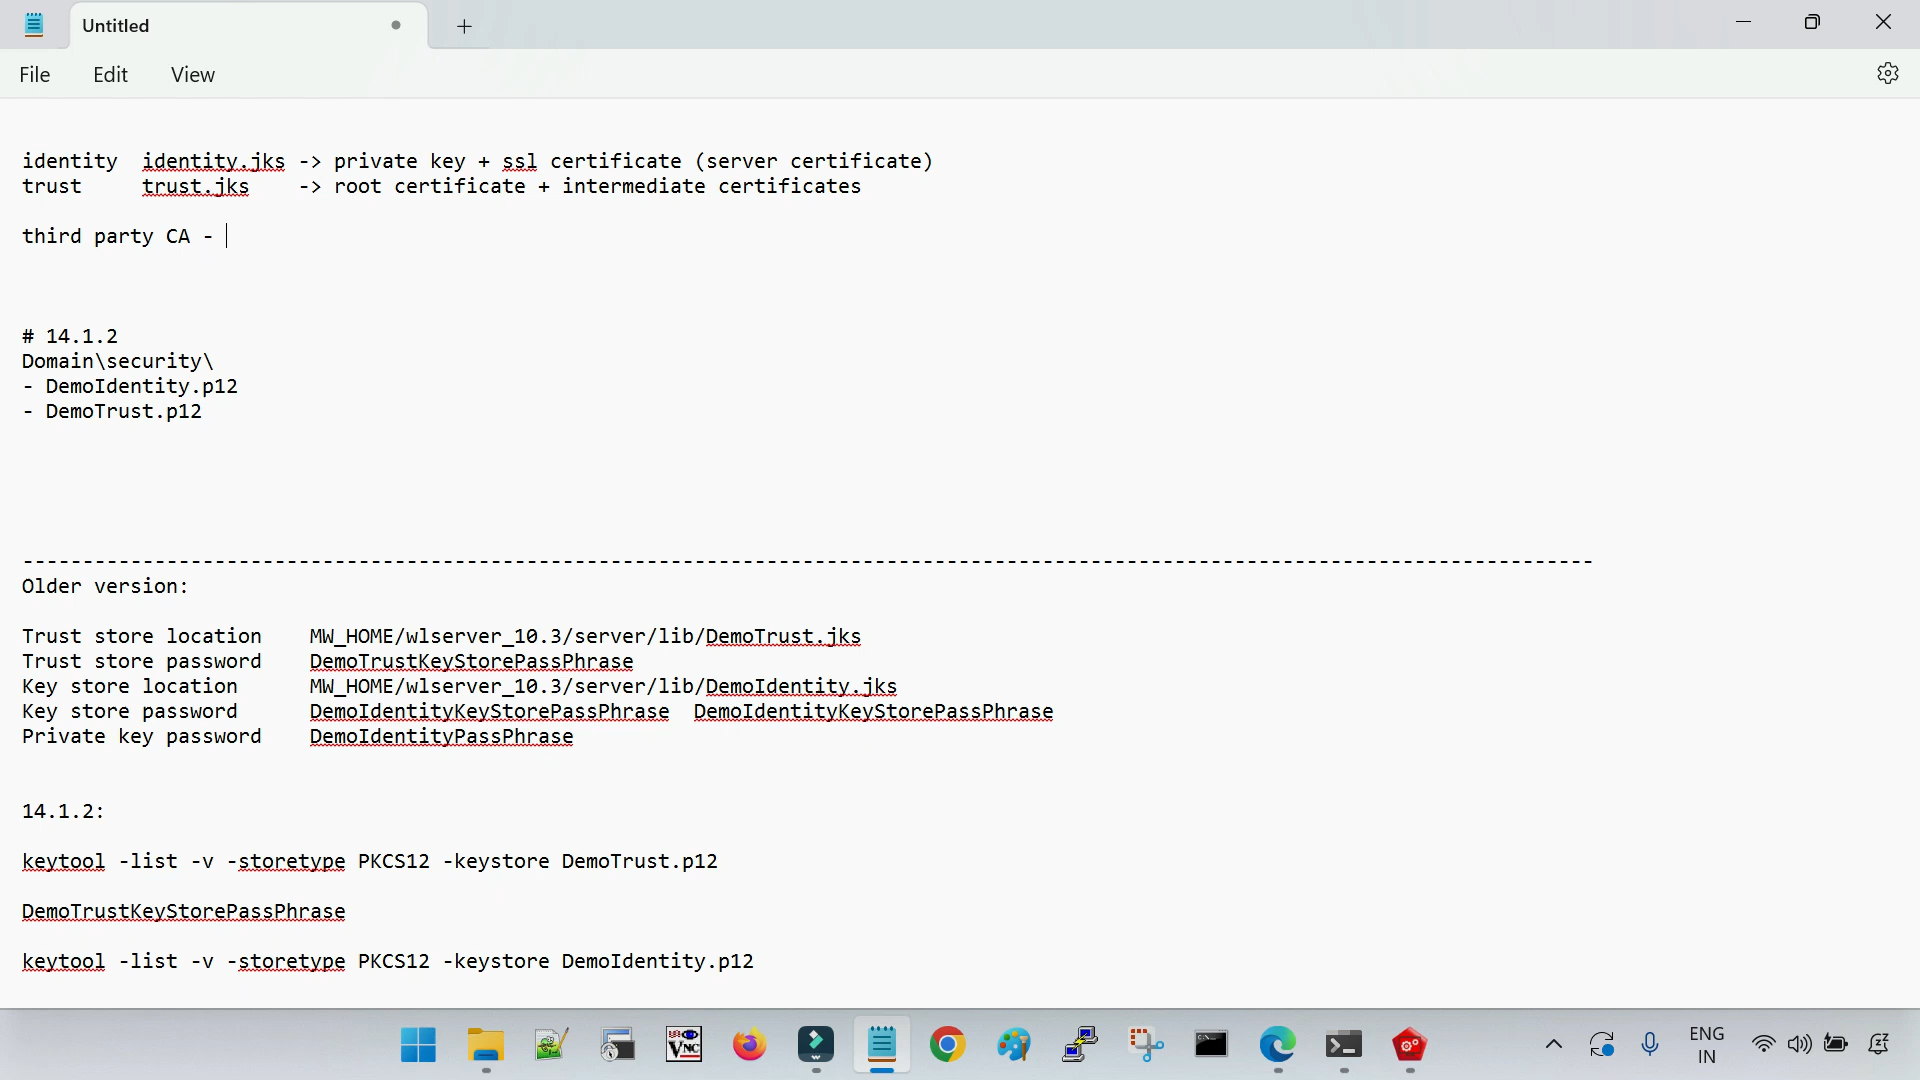 Untitled
File Edit View
identity identity.jks -> private key + ssl certificate (server certificate)
trust trust.jks -> root certificate + intermediate certificates
third party CA -
# 14.1.2
Domain\security\
- DemoIdentity.p12
- DemoTrust.p12
-----------------------------------------------------------------------------------------------------------------------------------
Older version:
Trust store location MW_HOME/wlserver_10.3/server/lib/DemoTrust.jks
Trust store password DemoTrustKeyStorePassPhrase
Key store location MW_HOME/wlserver_10.3/server/lib/DemoIdentity.jks
Key store password DemoIdentityKeyStorePassPhrase DemoIdentityKeyStorePassPhrase
Private key password DemoIdentityPassPhrase
14.1.2:
keytool -list -v -storetype PKCS12 -keystore DemoTrust.p12
DemoTrustKeyStorePassPhrase
keytool -list -v -storetype PKCS12 -keystore DemoIdentity.p12
VNC
ENG
IN